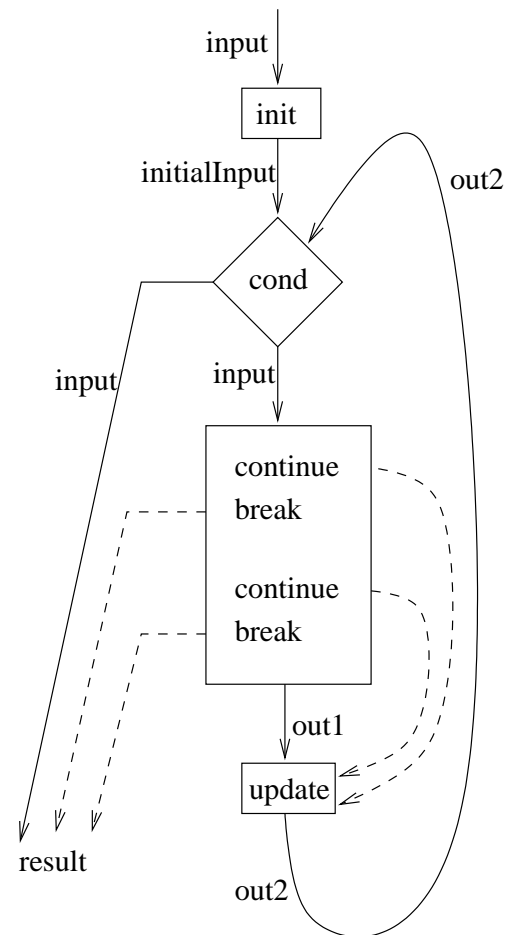 input
init
initialInput
out2
cond
input
input
continue
break
continue
break
out1
update
result
out2